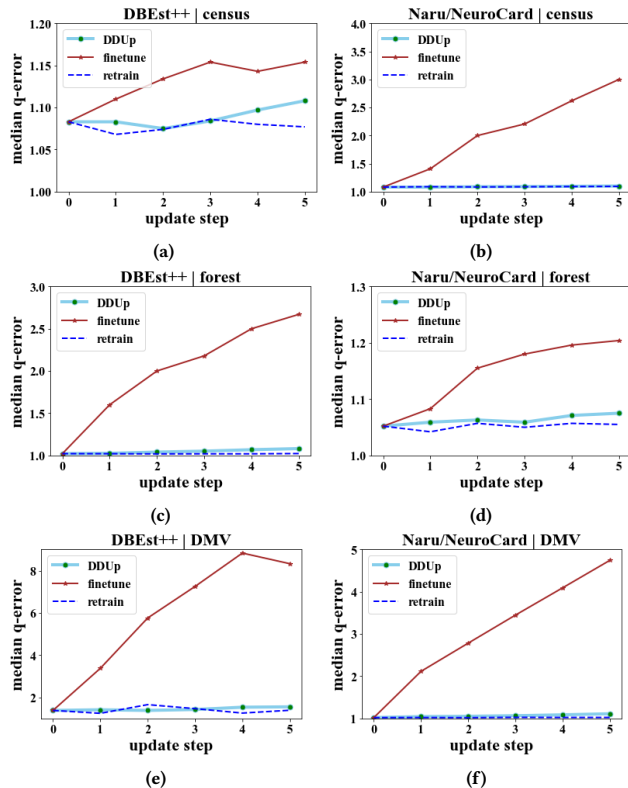 DBEst++ | census
1.20
1.15
1.10
1.05
1.00
median q-error
DDUp
finetune
retrain
0 1 2 3 4 5
update step
(a)
Naru/NeuroCard | census
4.0
3.5
3.0
2.5
2.0
1.5
1.0
median q-error
DDUp
finetune
retrain
0 1 2 3 4 5
update step
(b)
DBEst++ | forest
3.0
2.5
2.0
1.5
1.0
median q-error
DDUp
finetune
retrain
0 1 2 3 4 5
update step
(c)
Naru/NeuroCard | forest
1.3
1.2
1.1
1.0
median q-error
DDUp
finetune
retrain
0 1 2 3 4 5
update step
(d)
DBEst++ | DMV
8
6
4
2
median q-error
DDUp
finetune
retrain
0 1 2 3 4 5
update step
(e)
Naru/NeuroCard | DMV
5
4
3
2
1
median q-error
DDUp
finetune
retrain
0 1 2 3 4 5
update step
(f)